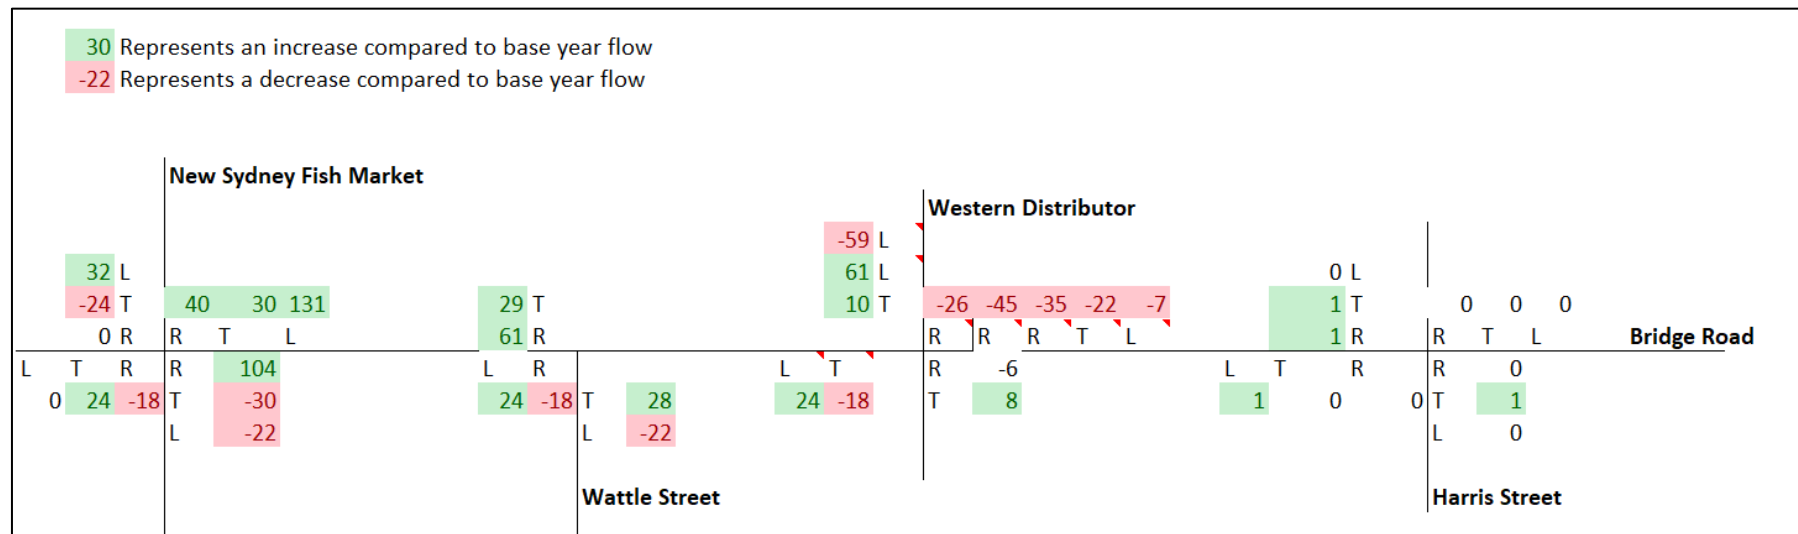 30 Represents an increase compared to base year flow
-22 Represents a decrease compared to base year flow
New Sydney Fish Market
Western Distributor
-59 L
32 L 61 L 0 L
-24 T 40 30 131 29 T 10 T -26 -45 -35 -22 -7 1 T 0 0 0
0 R R T L 61 R R R R T L 1 R R T L Bridge Road
L T R R 104 L R L T R -6 L T R R 0
0 24 -18 T -30 24 -18 T 28 24 -18 T 8 1 0 0 T 1
L -22 L -22 L 0
Wattle Street Harris Street